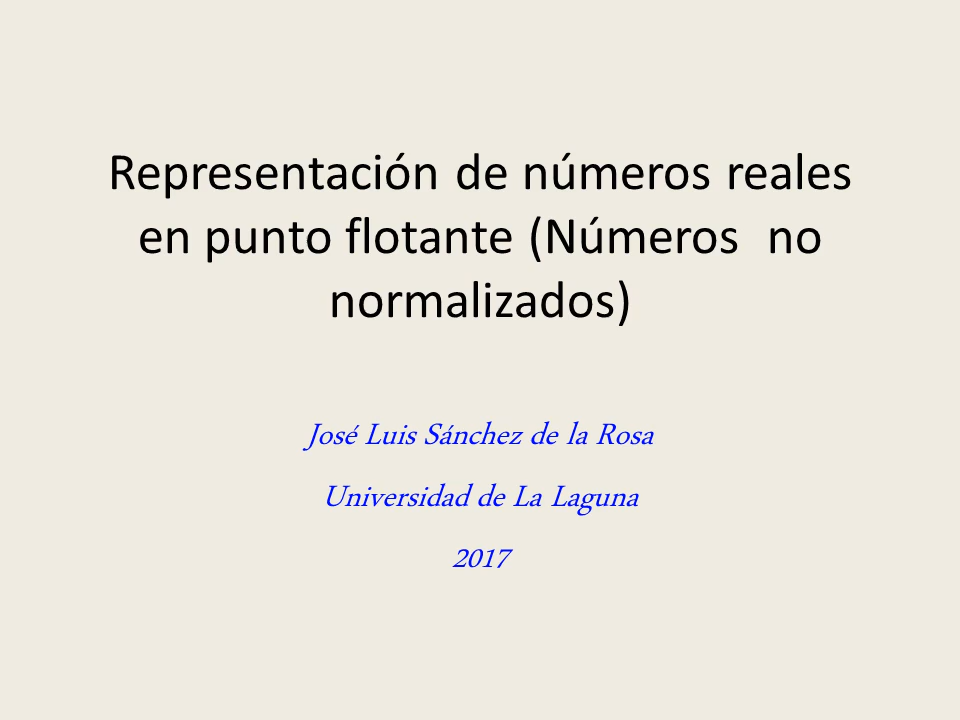 Representación de números reales
en punto flotante (Números no
normalizados)
José Luis Sánchez de la Rosa
Universidad de La Laguna
2017